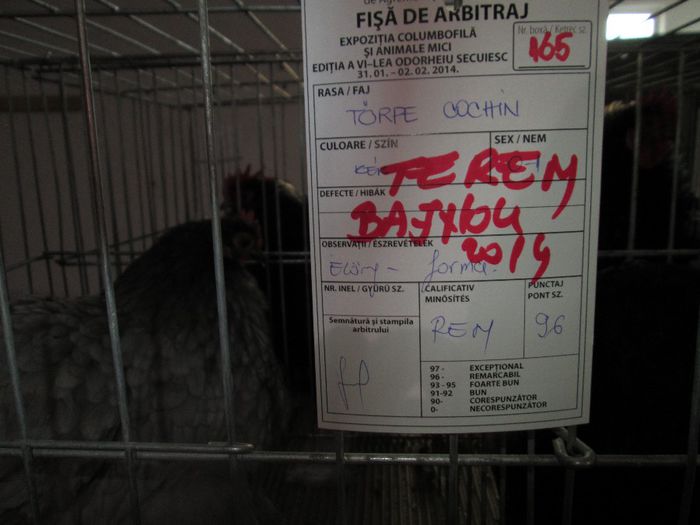 FIȘĂ DE ARBITRAJ
EXPOZIȚIA COLUMBOFILĂ
ȘI ANIMALE MICI
EDIȚIA A VI-LEA ODORHEIU SECUIESC
31.01. - 02.02. 2014.
Nr. boxă / Ketrec sz.
165
RASA / FAJ
TÖRPE COCHIN
CULOARE / SZÍN
SEX / NEM
DEFECTE / HIBÁK
2014
OBSERVAȚII / ÉSZREVÉTELEK
Előny - forma.
NR. INEL / GYŰRŰ SZ.
CALIFICATIV
MINŐSÍTÉS
PUNCTAJ
PONT SZ.
Semnătură și stampila
arbitrului
REM
96
97 - EXCEPȚIONAL
96 - REMARCABIL
93 - 95 FOARTE BUN
91-92 BUN
90- CORESPUNZĂTOR
0- NECORESPUNZĂTOR